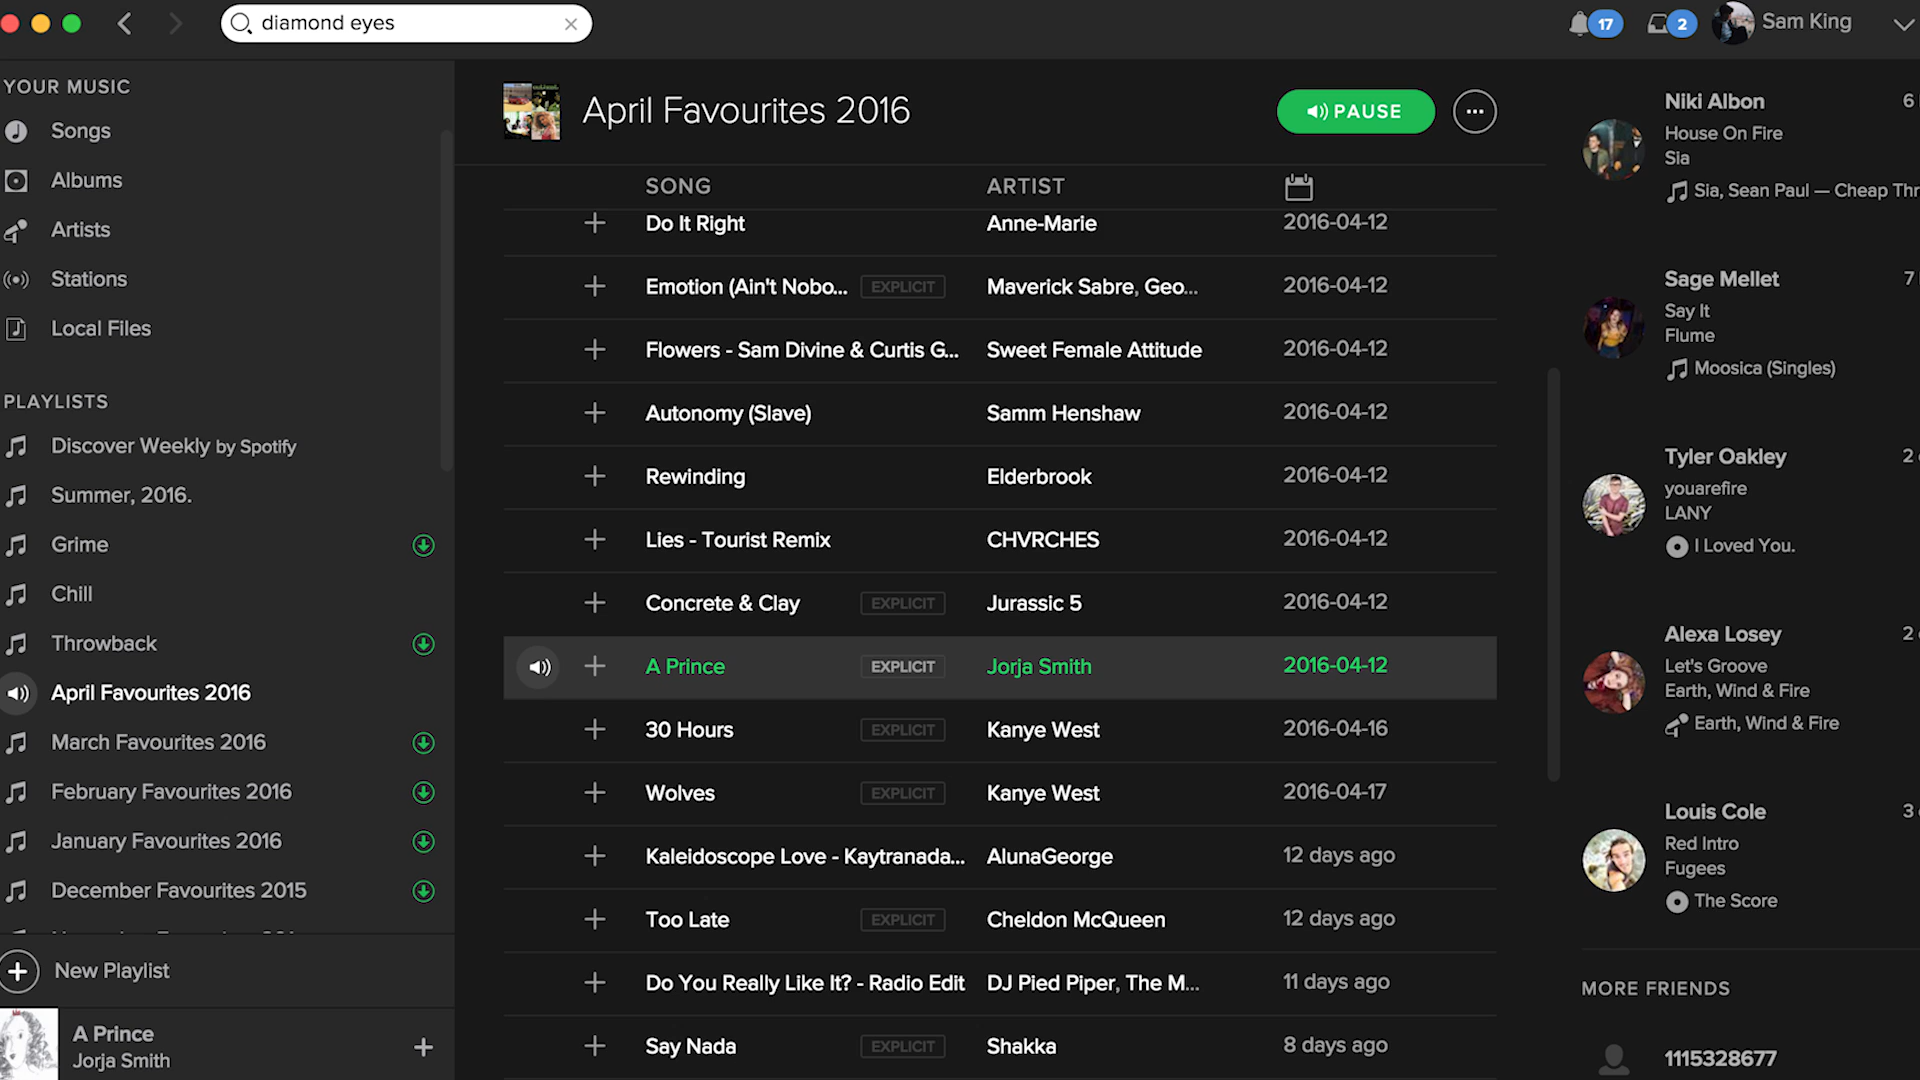 diamond eyes
17
2
Sam King
YOUR MUSIC
Songs
Albums
Artists
Stations
Local Files
PLAYLISTS
Discover Weekly by Spotify
Summer, 2016.
Grime
Chill
Throwback
April Favourites 2016
March Favourites 2016
February Favourites 2016
January Favourites 2016
December Favourites 2015
New Playlist
A Prince
Jorja Smith
April Favourites 2016
PAUSE
SONG ARTIST
Do It Right Anne-Marie 2016-04-12
Emotion (Ain't Nobo... EXPLICIT Maverick Sabre, Geo... 2016-04-12
Flowers - Sam Divine & Curtis G... Sweet Female Attitude 2016-04-12
Autonomy (Slave) Samm Henshaw 2016-04-12
Rewinding Elderbrook 2016-04-12
Lies - Tourist Remix CHVRCHES 2016-04-12
Concrete & Clay EXPLICIT Jurassic 5 2016-04-12
A Prince EXPLICIT Jorja Smith 2016-04-12
30 Hours EXPLICIT Kanye West 2016-04-16
Wolves EXPLICIT Kanye West 2016-04-17
Kaleidoscope Love - Kaytranada... AlunaGeorge 12 days ago
Too Late EXPLICIT Cheldon McQueen 12 days ago
Do You Really Like It? - Radio Edit DJ Pied Piper, The M... 11 days ago
Say Nada EXPLICIT Shakka 8 days ago
Niki Albon 6
House On Fire
Sia
Sia, Sean Paul — Cheap Thr
Sage Mellet 7
Say It
Flume
Moosica (Singles)
Tyler Oakley 2
youarefire
LANY
I Loved You.
Alexa Losey 2
Let's Groove
Earth, Wind & Fire
Earth, Wind & Fire
Louis Cole 3
Red Intro
Fugees
The Score
MORE FRIENDS
1115328677